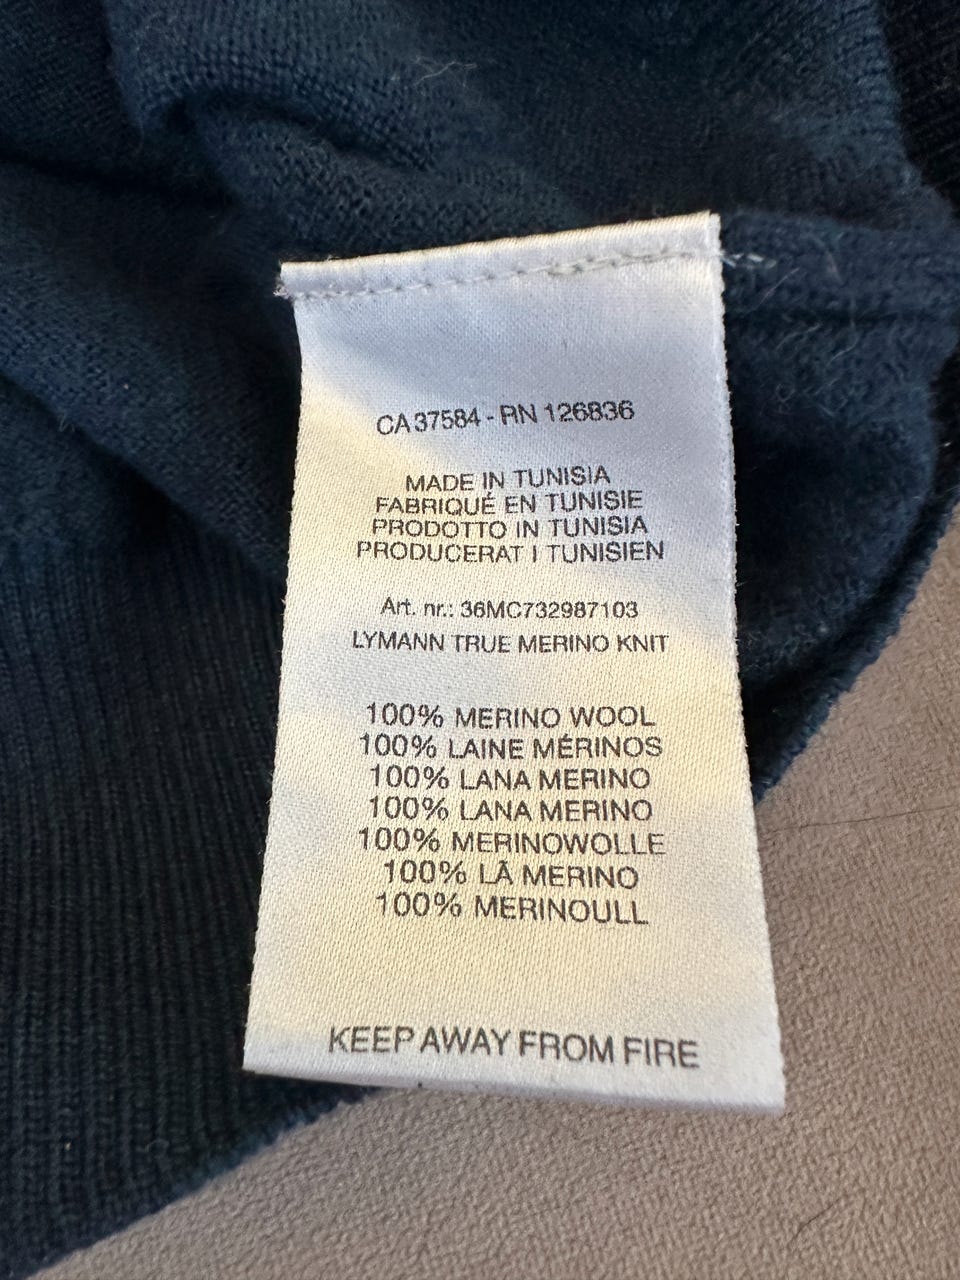 CA 37584 - RN 126836
MADE IN TUNISIA
FABRIQUÉ EN TUNISIE
PRODOTTO IN TUNISIA
PRODUCERAT I TUNISIEN
Art. nr.: 36MC732987103
LYMANN TRUE MERINO KNIT
100% MERINO WOOL
100% LAINE MÉRINOS
100% LANA MERINO
100% LANA MERINO
100% MERINOWOLLE
100% LÃ MERINO
100% MERINOULL
KEEP AWAY FROM FIRE